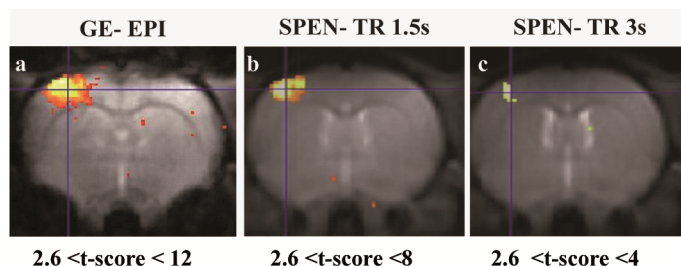 GE- EPI SPEN- TR 1.5s SPEN- TR 3s
a b c
2.6 <t-score < 12 2.6 <t-score <8 2.6 <t-score <4